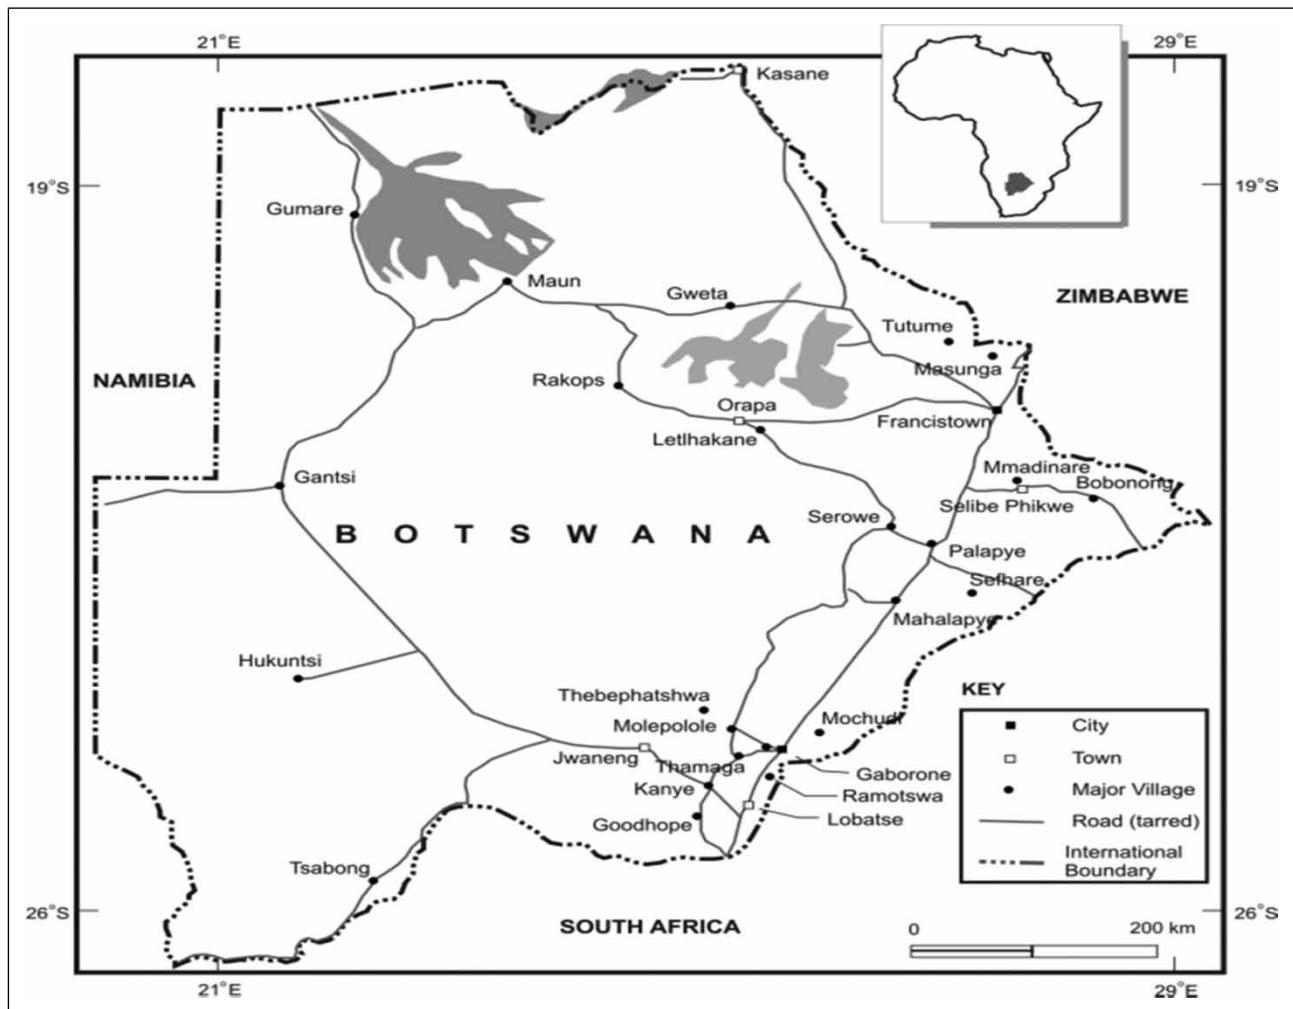 21°E
29°E
Kasane
19°S
19°S
Gumare
Maun
Gweta
ZIMBABWE
Tutume
Masunga
NAMIBIA
Rakops
Orapa
Francistown
Letlhakane
Gantsi
Mmadinare
Bobonong
Selibe Phikwe
Serowe
BOTSWANA
Palapye
Sefhare
Mahalapye
Hukuntsi
KEY
Thebephatshwa
Molepolole
Mochudi
City
Jwaneng
Thamaga
Town
Gaborone
Kanye
Ramotswa
Major Village
Goodhope
Lobatse
Road (tarred)
International
Boundary
Tsabong
26°S
26°S
SOUTH AFRICA
0
200 km
21°E
29°E